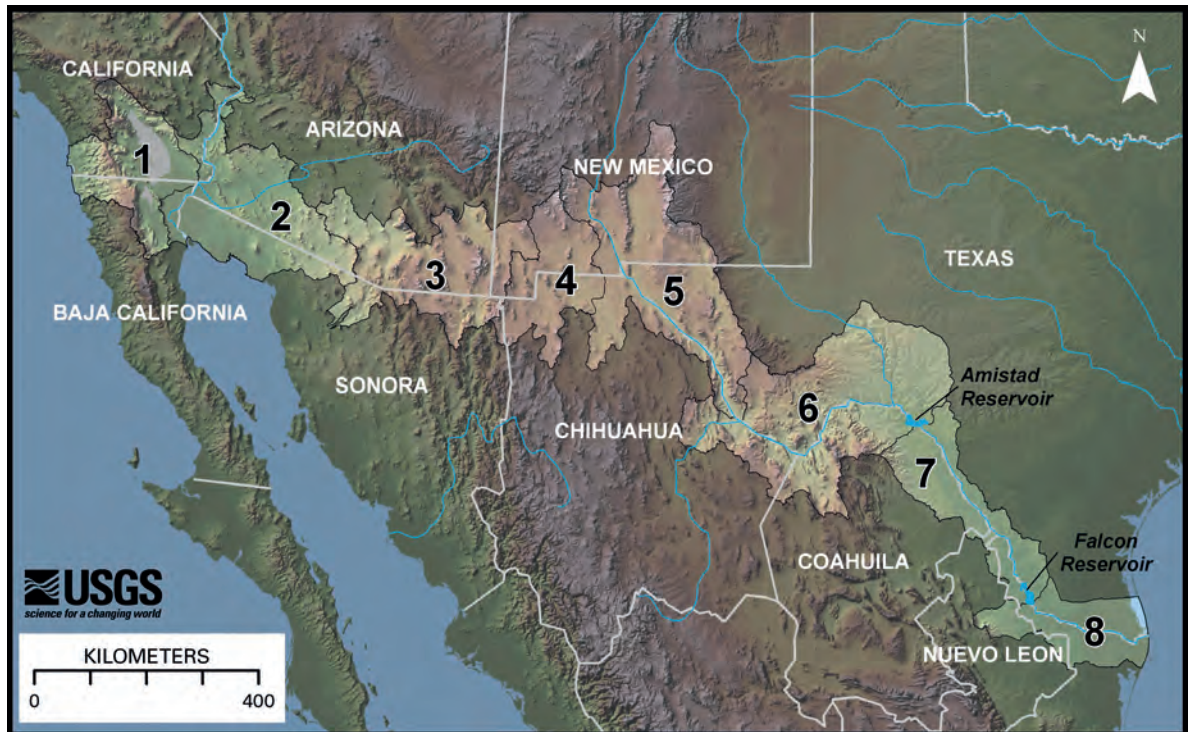 N
CALIFORNIA
ARIZONA
NEW MEXICO
1
2
3
4
5
TEXAS
BAJA CALIFORNIA
SONORA
CHIHUAHUA
6
Amistad
Reservoir
7
COAHUILA
Falcon
Reservoir
8
NUEVO LEON
USGS
science for a changing world
KILOMETERS
0
400